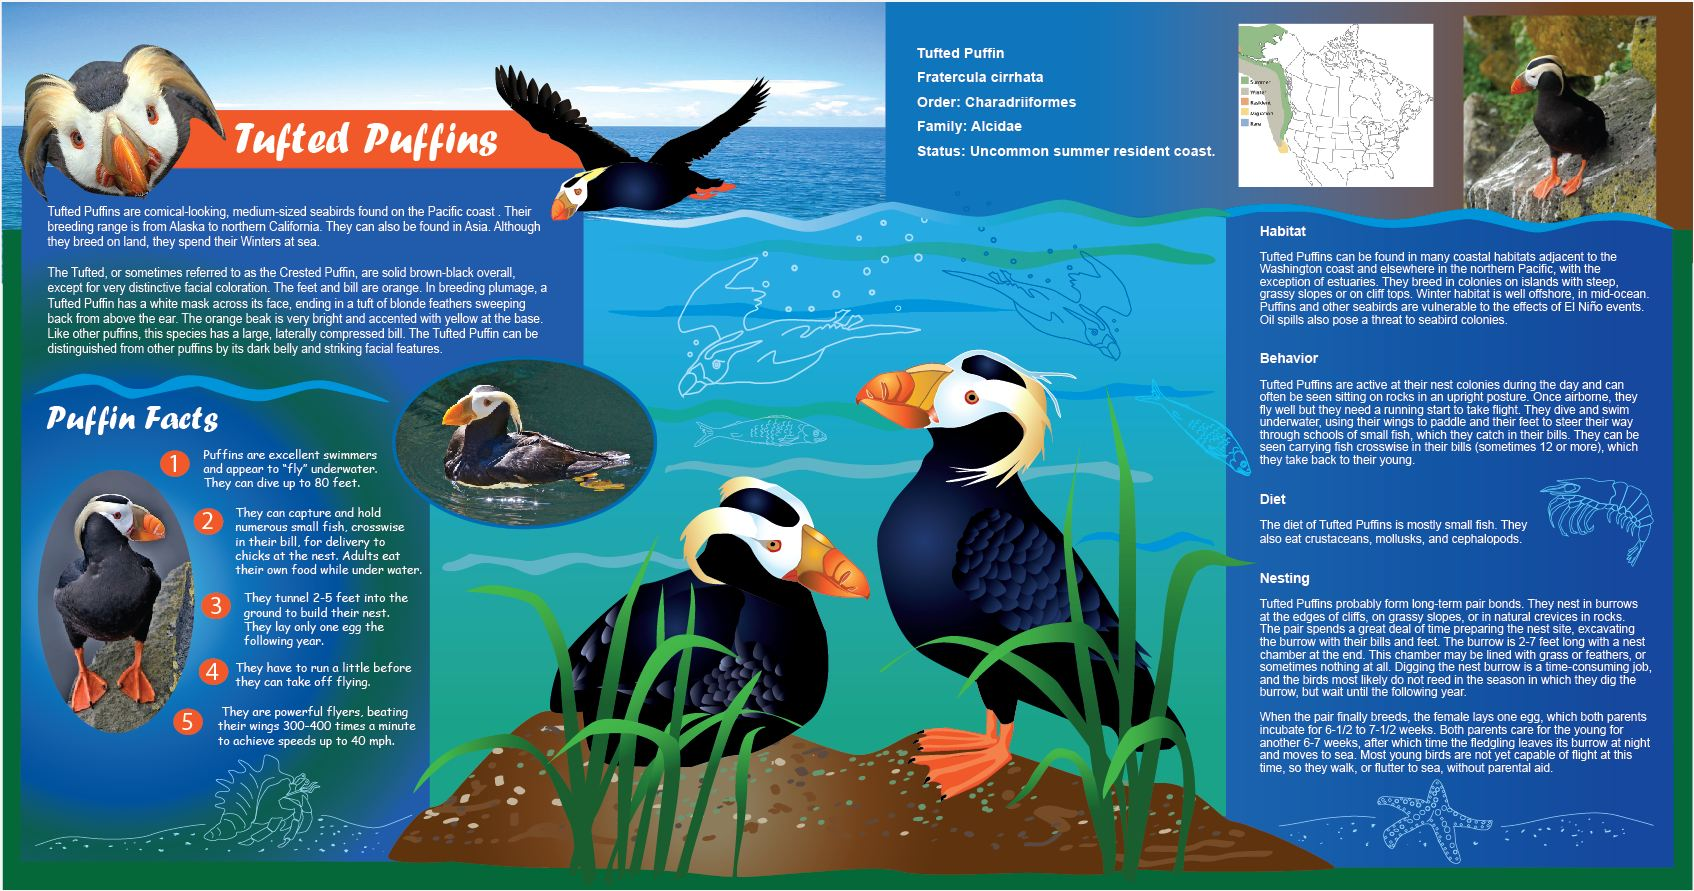 Tufted Puffins
Tufted Puffins are comical-looking, medium-sized seabirds found on the Pacific coast . Their
breeding range is from Alaska to northern California. They can also be found in Asia. Although
they breed on land, they spend their Winters at sea.
The Tufted, or sometimes referred to as the Crested Puffin, are solid brown-black overall,
except for very distinctive facial coloration. The feet and bill are orange. In breeding plumage, a
Tufted Puffin has a white mask across its face, ending in a tuft of blonde feathers sweeping
back from above the ear. The orange beak is very bright and accented with yellow at the base.
Like other puffins, this species has a large, laterally compressed bill. The Tufted Puffin can be
distinguished from other puffins by its dark belly and striking facial features.
Puffin Facts
1
Puffins are excellent swimmers
and appear to “fly” underwater.
They can dive up to 80 feet.
2
They can capture and hold
numerous small fish, crosswise
in their bill, for delivery to
chicks at the nest. Adults eat
their own food while under water.
3
They tunnel 2-5 feet into the
ground to build their nest.
They lay only one egg the
following year.
4
They have to run a little before
they can take off flying.
5
They are powerful flyers, beating
their wings 300-400 times a minute
to achieve speeds up to 40 mph.
Tufted Puffin
Fratercula cirrhata
Order: Charadriiformes
Family: Alcidae
Status: Uncommon summer resident coast.
Summer
Winter
Resident
Migration
Rare
Habitat
Tufted Puffins can be found in many coastal habitats adjacent to the
Washington coast and elsewhere in the northern Pacific, with the
exception of estuaries. They breed in colonies on islands with steep,
grassy slopes or on cliff tops. Winter habitat is well offshore, in mid-ocean.
Puffins and other seabirds are vulnerable to the effects of El Niño events.
Oil spills also pose a threat to seabird colonies.
Behavior
Tufted Puffins are active at their nest colonies during the day and can
often be seen sitting on rocks in an upright posture. Once airborne, they
fly well but they need a running start to take flight. They dive and swim
underwater, using their wings to paddle and their feet to steer their way
through schools of small fish, which they catch in their bills. They can be
seen carrying fish crosswise in their bills (sometimes 12 or more), which
they take back to their young.
Diet
The diet of Tufted Puffins is mostly small fish. They
also eat crustaceans, mollusks, and cephalopods.
Nesting
Tufted Puffins probably form long-term pair bonds. They nest in burrows
at the edges of cliffs, on grassy slopes, or in natural crevices in rocks.
The pair spends a great deal of time preparing the nest site, excavating
the burrow with their bills and feet. The burrow is 2-7 feet long with a nest
chamber at the end. This chamber may be lined with grass or feathers, or
sometimes nothing at all. Digging the nest burrow is a time-consuming job,
and the birds most likely do not reed in the season in which they dig the
burrow, but wait until the following year.
When the pair finally breeds, the female lays one egg, which both parents
incubate for 6-1/2 to 7-1/2 weeks. Both parents care for the young for
another 6-7 weeks, after which time the fledgling leaves its burrow at night
and moves to sea. Most young birds are not yet capable of flight at this
time, so they walk, or flutter to sea, without parental aid.